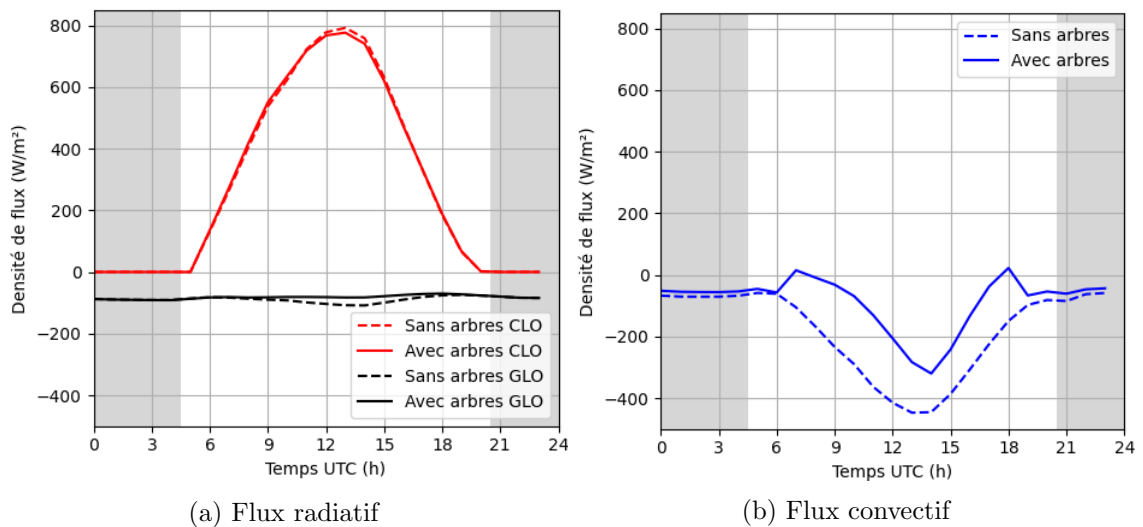 800
600
400
200
0
−200
−400
Densité de flux (W/m²)
0 3 6 9 12 15 18 21 24
Temps UTC (h)
Sans arbres CLO
Avec arbres CLO
Sans arbres GLO
Avec arbres GLO
(a) Flux radiatif
800
600
400
200
0
−200
−400
Densité de flux (W/m²)
0 3 6 9 12 15 18 21 24
Temps UTC (h)
Sans arbres
Avec arbres
(b) Flux convectif